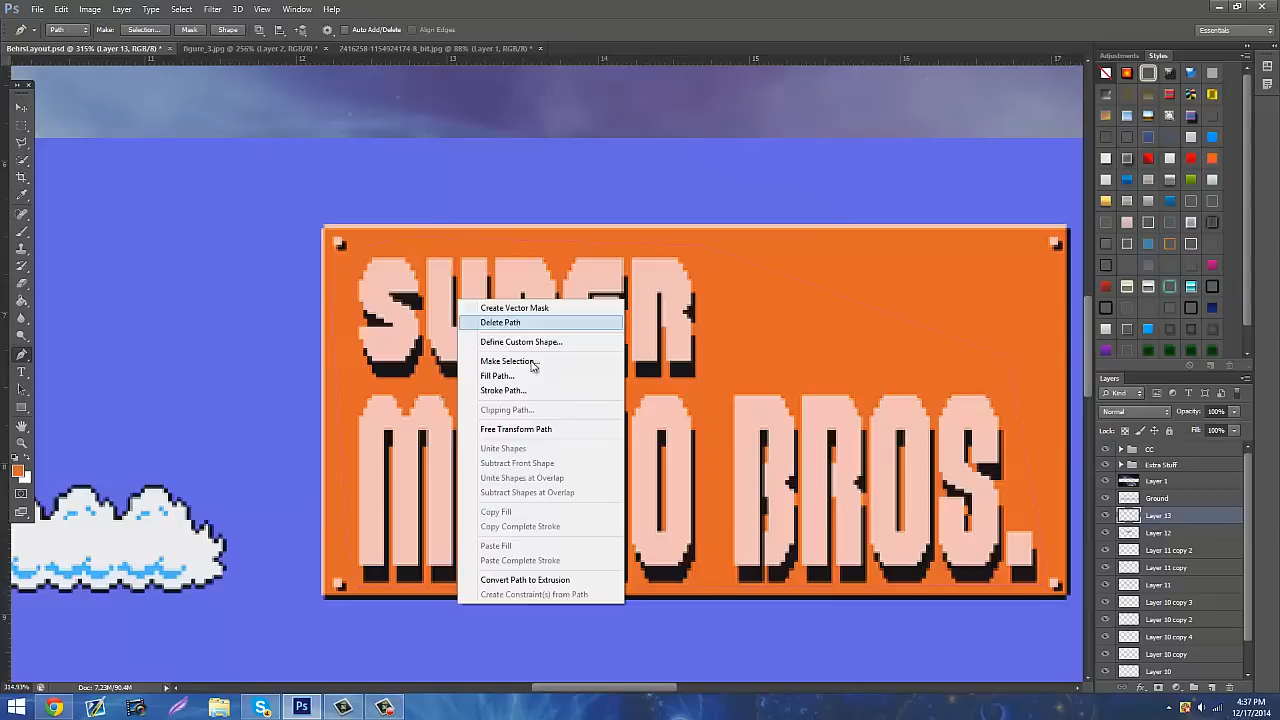 Ps File Edit Image Layer Type Select Filter 3D View Window Help
Path Make: Selection... Mask Shape Auto Add/Delete Align Edges Essentials
BehrsLayout.psd @ 315% (Layer 13, RGB/8) * × figure_3.jpg @ 256% (Layer 2, RGB/8*) * × 2416258-1154924174-8_bit.jpg @ 88% (Layer 1, RGB/8*) * ×
11 12 13 14 15 16 17
Adjustments Styles
SUPER
MARIO BROS.
Create Vector Mask
Delete Path
Define Custom Shape...
Make Selection...
Fill Path...
Stroke Path...
Clipping Path...
Free Transform Path
Unite Shapes
Subtract Front Shape
Unite Shapes at Overlap
Subtract Shapes at Overlap
Copy Fill
Copy Complete Stroke
Paste Fill
Paste Complete Stroke
Convert Path to Extrusion
Create Constraint(s) from Path
Layers
Kind
Normal Opacity: 100%
Lock: Fill: 100%
CC
Extra Stuff
Layer 1
Ground
Layer 13
Layer 12
Layer 11 copy 2
Layer 11 copy
Layer 11
Layer 10 copy 3
Layer 10 copy 2
Layer 10 copy 4
Layer 10 copy
Layer 10
314.93% Doc: 7.23M/90.4M
4:37 PM
12/17/2014